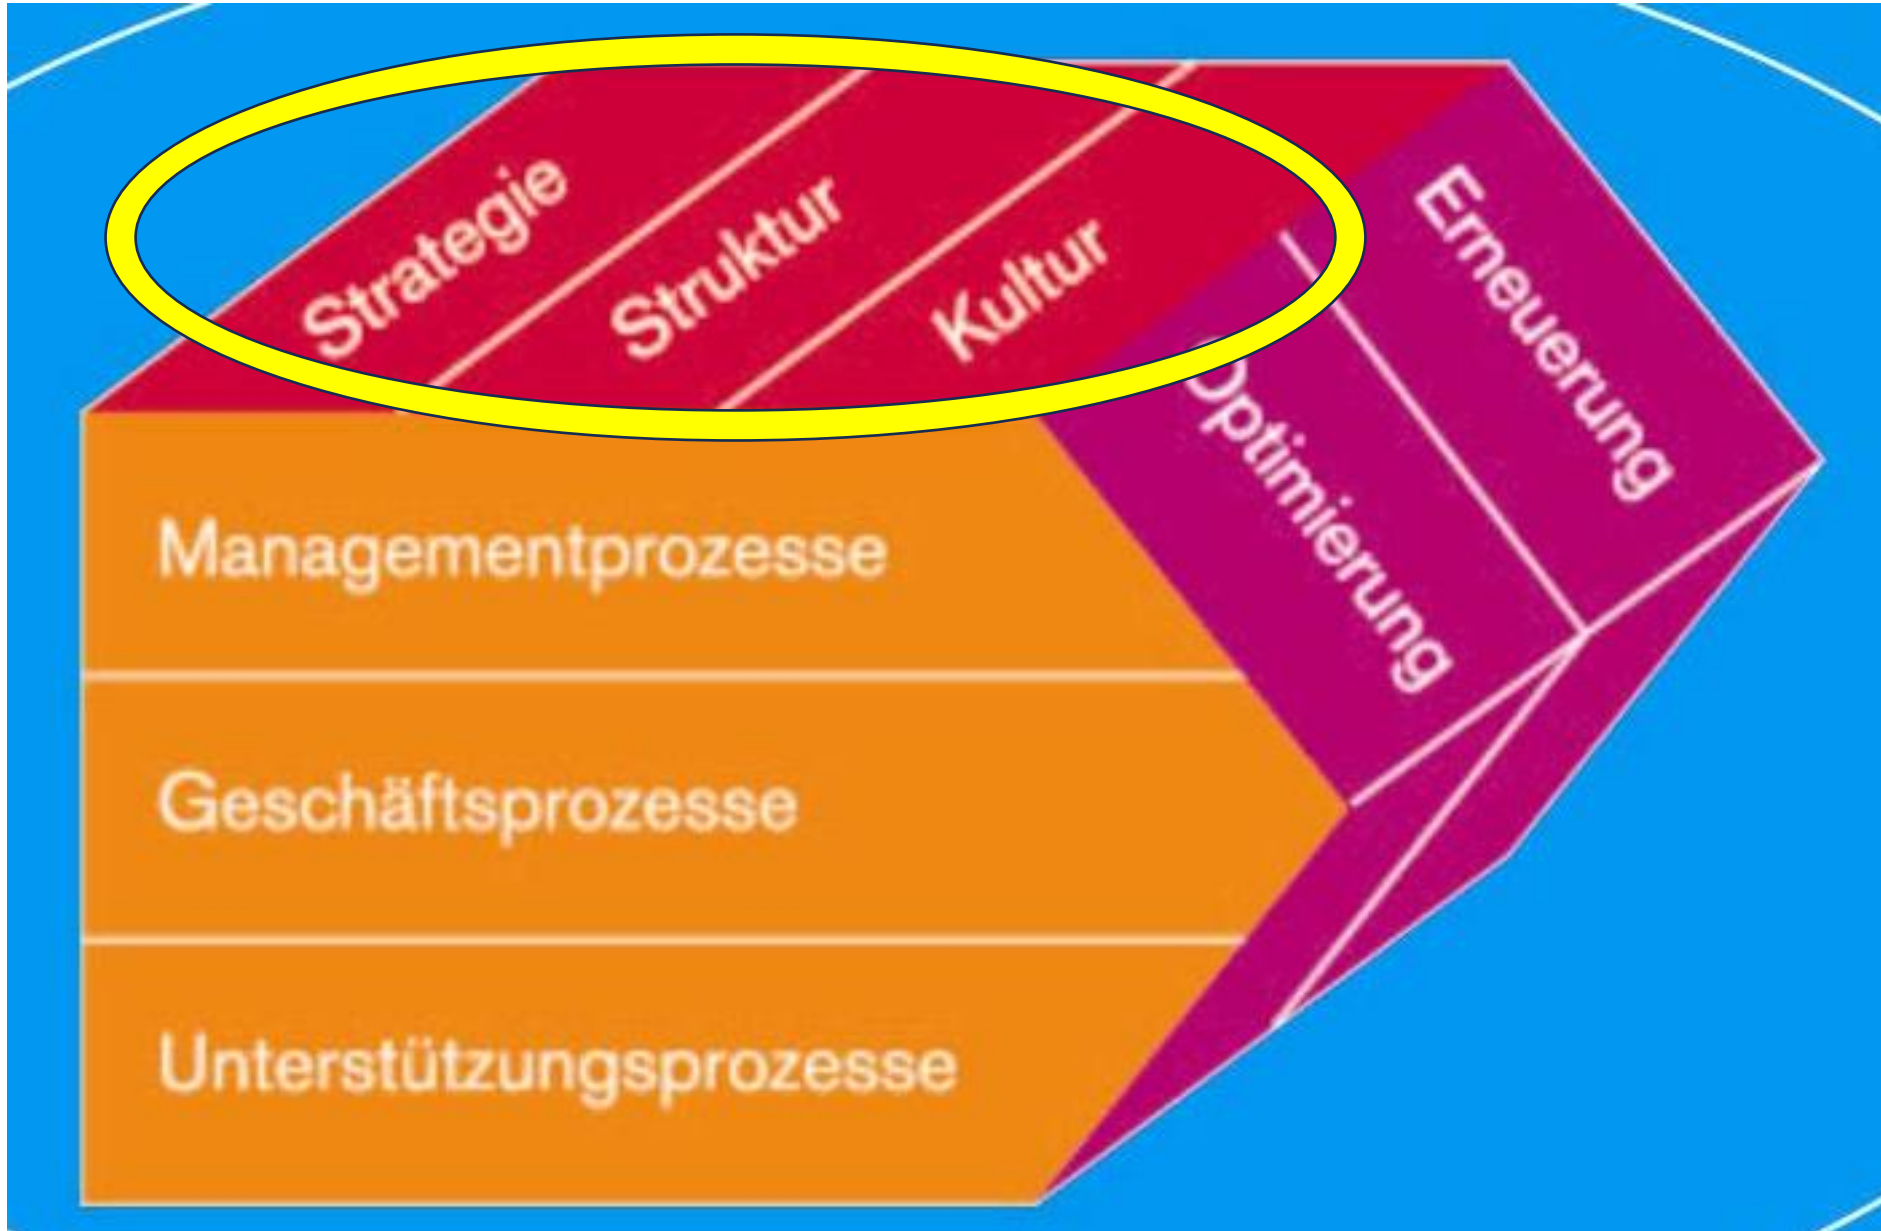 Strategie
Struktur
Kultur
Erneuerung
Optimierung
Managementprozesse
Geschäftsprozesse
Unterstützungsprozesse